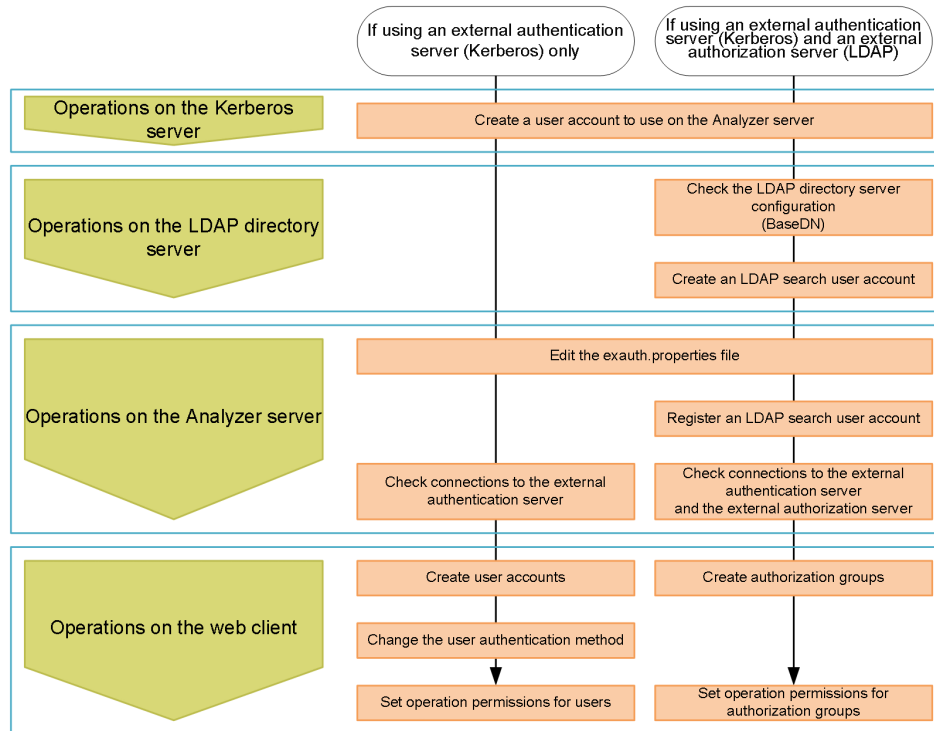 If using an external authentication
server (Kerberos) only
If using an external authentication
server (Kerberos) and an external
authorization server (LDAP)
Operations on the Kerberos
server
Create a user account to use on the Analyzer server
Operations on the LDAP directory
server
Check the LDAP directory server
configuration
(BaseDN)
Create an LDAP search user account
Operations on the Analyzer server
Edit the exauth.properties file
Register an LDAP search user account
Check connections to the external
authentication server
Check connections to the external
authentication server
and the external authorization server
Operations on the web client
Create user accounts
Create authorization groups
Change the user authentication method
Set operation permissions for users
Set operation permissions for
authorization groups